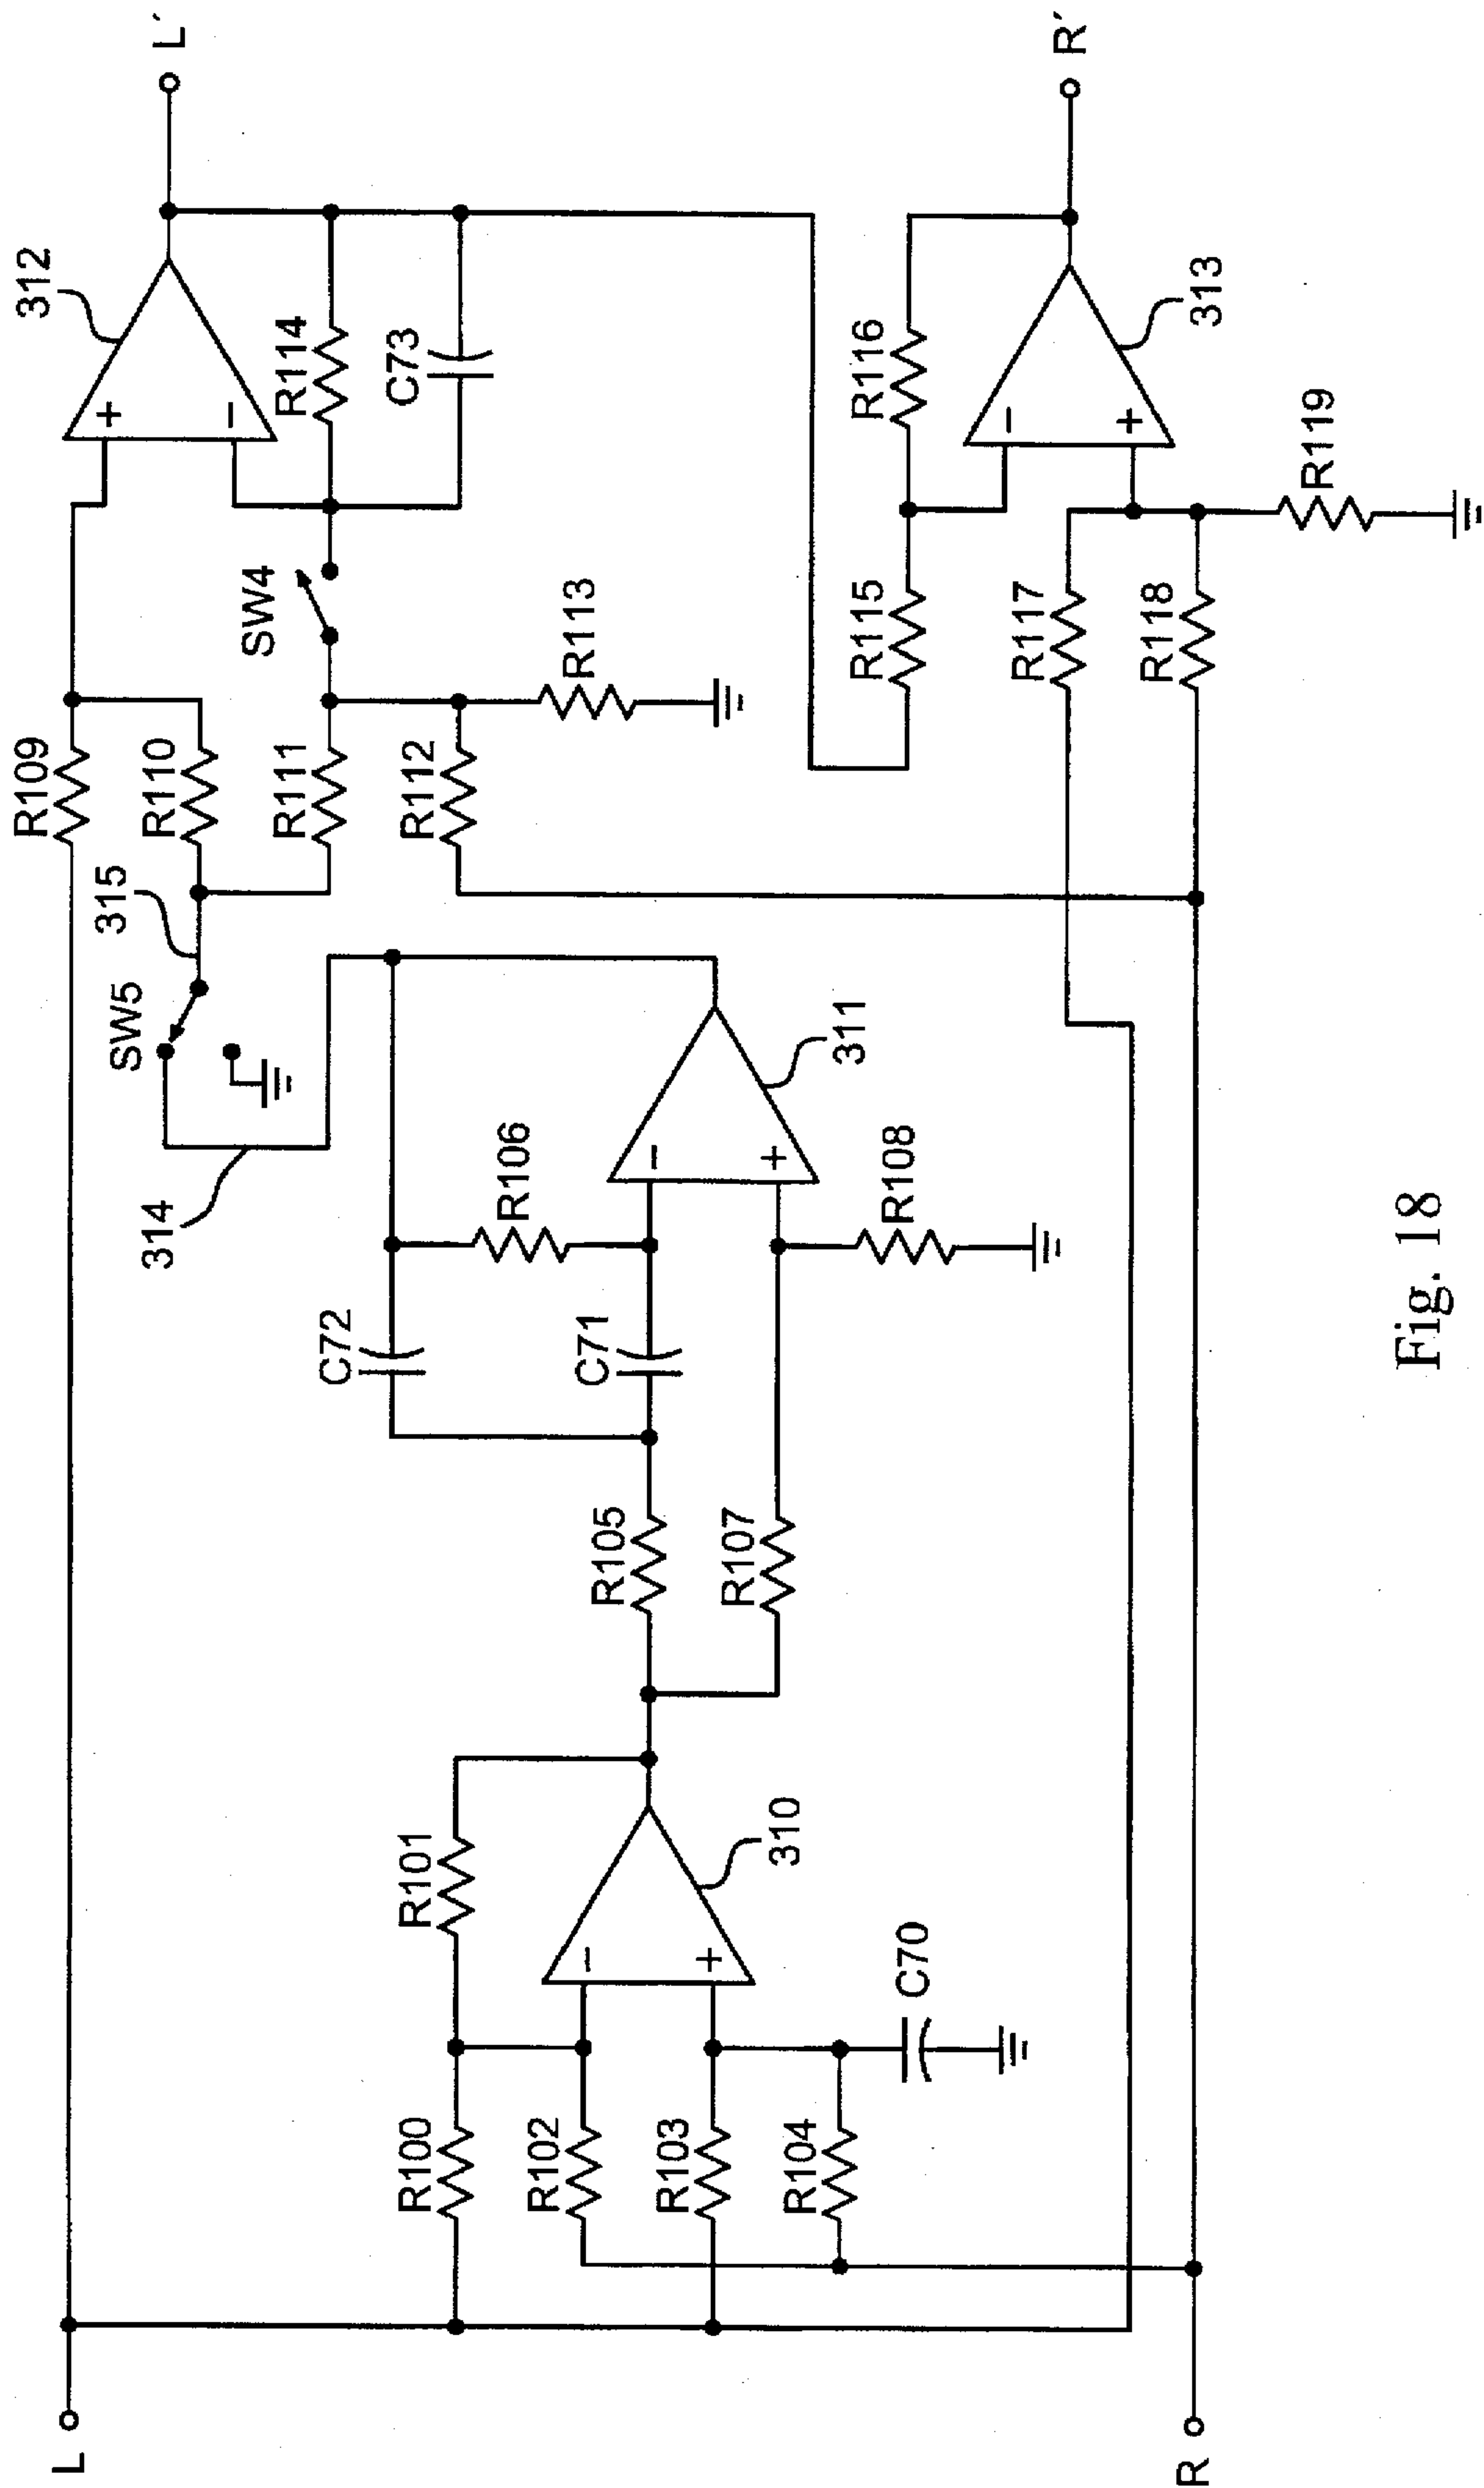 L
R
R100
R102
R103
R104
C70
R101
−
+
310
R105
R107
C72
C71
R106
R108
−
+
311
314
SW5
315
R109
R110
R111
R112
SW4
R113
+
−
312
R114
C73
L′
R115
R117
R118
R116
−
+
313
R119
R′
Fig. 18